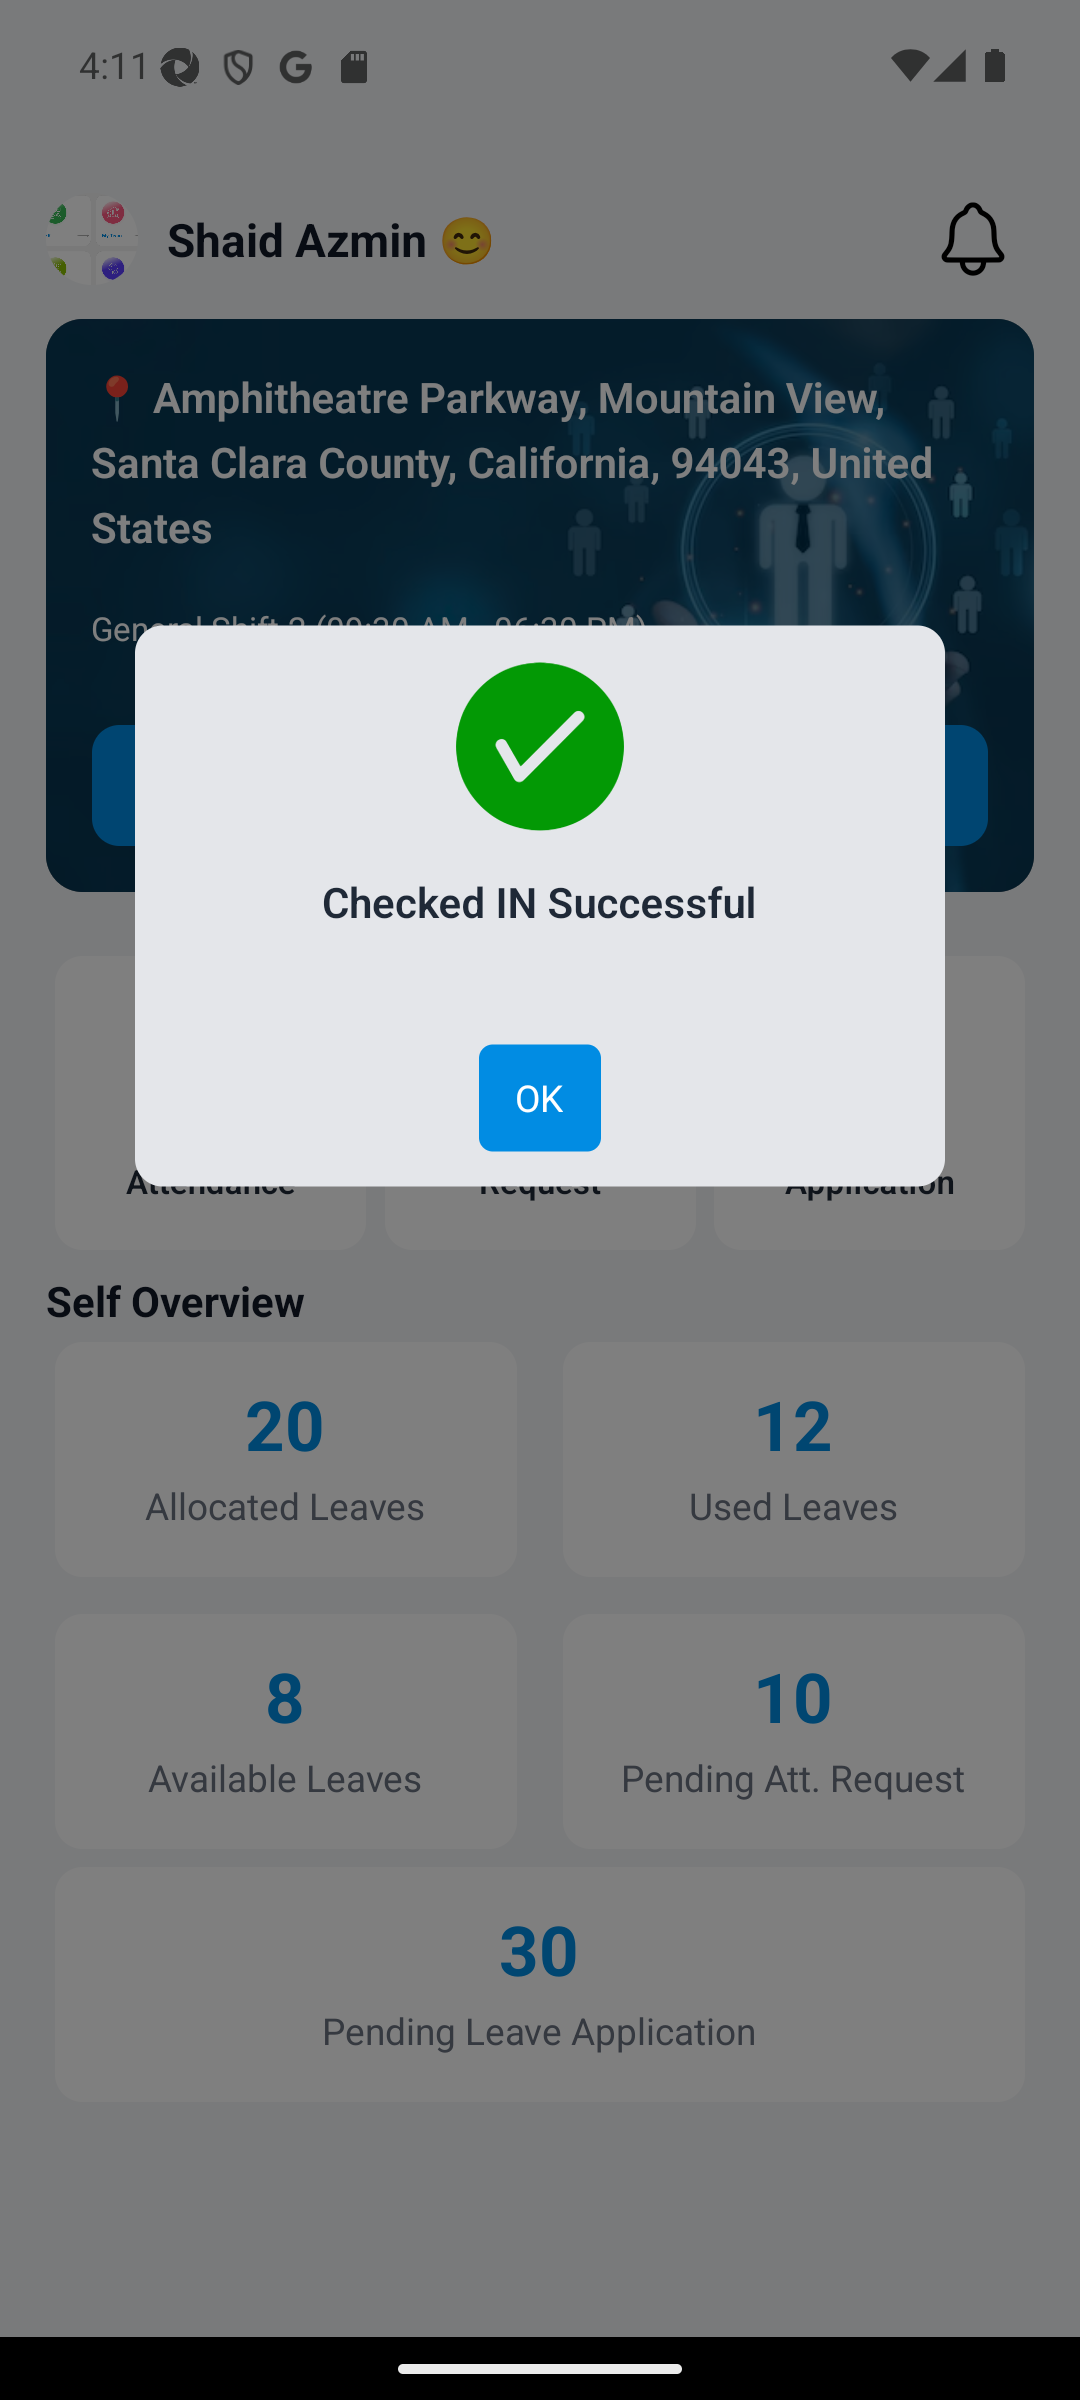 4:11
Shaid Azmin 😊
📍 Amphitheatre Parkway, Mountain View,
Santa Clara County, California, 94043, United
States
General Shift 2 (09:30 AM - 06:30 PM)
Checked IN Successful
OK
Attendance Request Application
Self Overview
20 12
Allocated Leaves Used Leaves
8 10
Available Leaves Pending Att. Request
30
Pending Leave Application